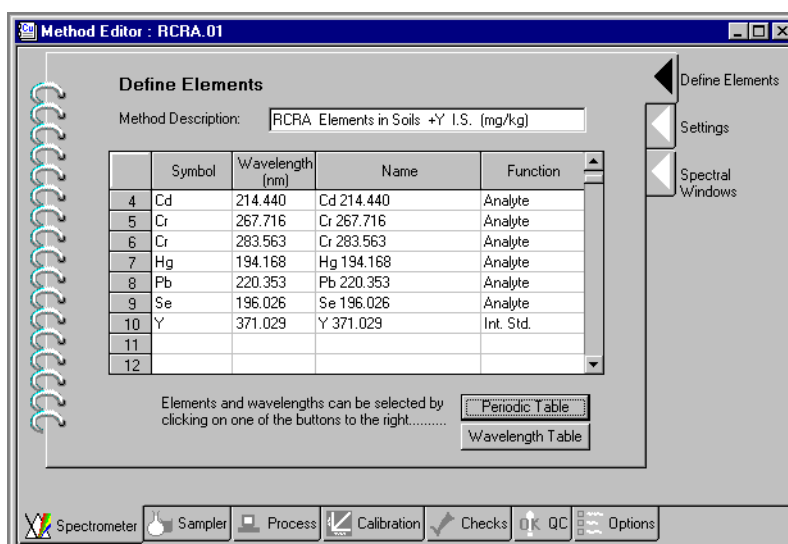 Cu Method Editor : RCRA.01
Define Elements
Define Elements
Method Description: RCRA Elements in Soils +Y I.S. (mg/kg)
Settings
Spectral
Windows
Symbol Wavelength (nm) Name Function
4 Cd 214.440 Cd 214.440 Analyte
5 Cr 267.716 Cr 267.716 Analyte
6 Cr 283.563 Cr 283.563 Analyte
7 Hg 194.168 Hg 194.168 Analyte
8 Pb 220.353 Pb 220.353 Analyte
9 Se 196.026 Se 196.026 Analyte
10 Y 371.029 Y 371.029 Int. Std.
11
12
Elements and wavelengths can be selected by
clicking on one of the buttons to the right.........
Periodic Table
Wavelength Table
Spectrometer Sampler Process Calibration Checks OK QC Options